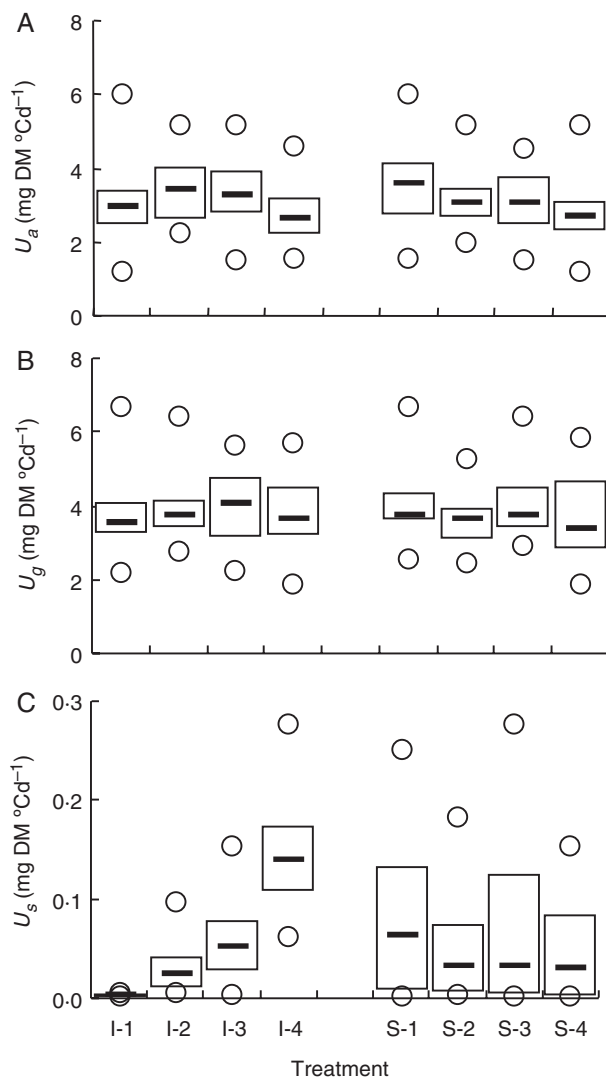 A
8
6
4
2
0
Uₐ (mg DM °Cd⁻¹)
B
8
6
4
2
0
U_g (mg DM °Cd⁻¹)
C
0·3
0·2
0·1
0·0
Uₛ (mg DM °Cd⁻¹)
I-1 I-2 I-3 I-4 S-1 S-2 S-3 S-4
Treatment